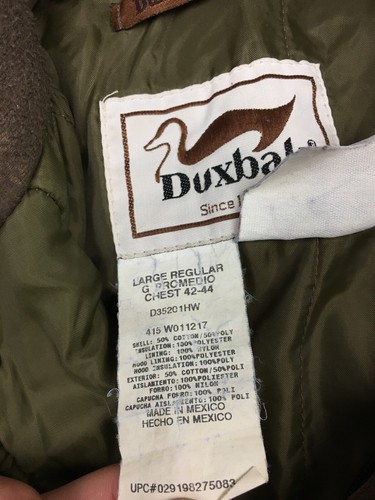 Duxbak
Since
LARGE REGULAR
G PROMEDIO
CHEST 42-44
D35201HW
415 W011217
SHELL: 50% COTTON/50%POLY
INSULATION:100%POLYESTER
LINING: 100% NYLON
HOOD LINING:100%POLYESTER
HOOD INSULATION:100%POLY
EXTERIOR: 50% COTTON/50%POLI
AISLAMIENTO:100%POLIESTER
FORRO: 100% NILON
CAPUCHA FORRO: 100% POLI
CAPUCHA AISLAMIENTO:100% POLI
MADE IN MEXICO
HECHO EN MEXICO
UPC#029198275083